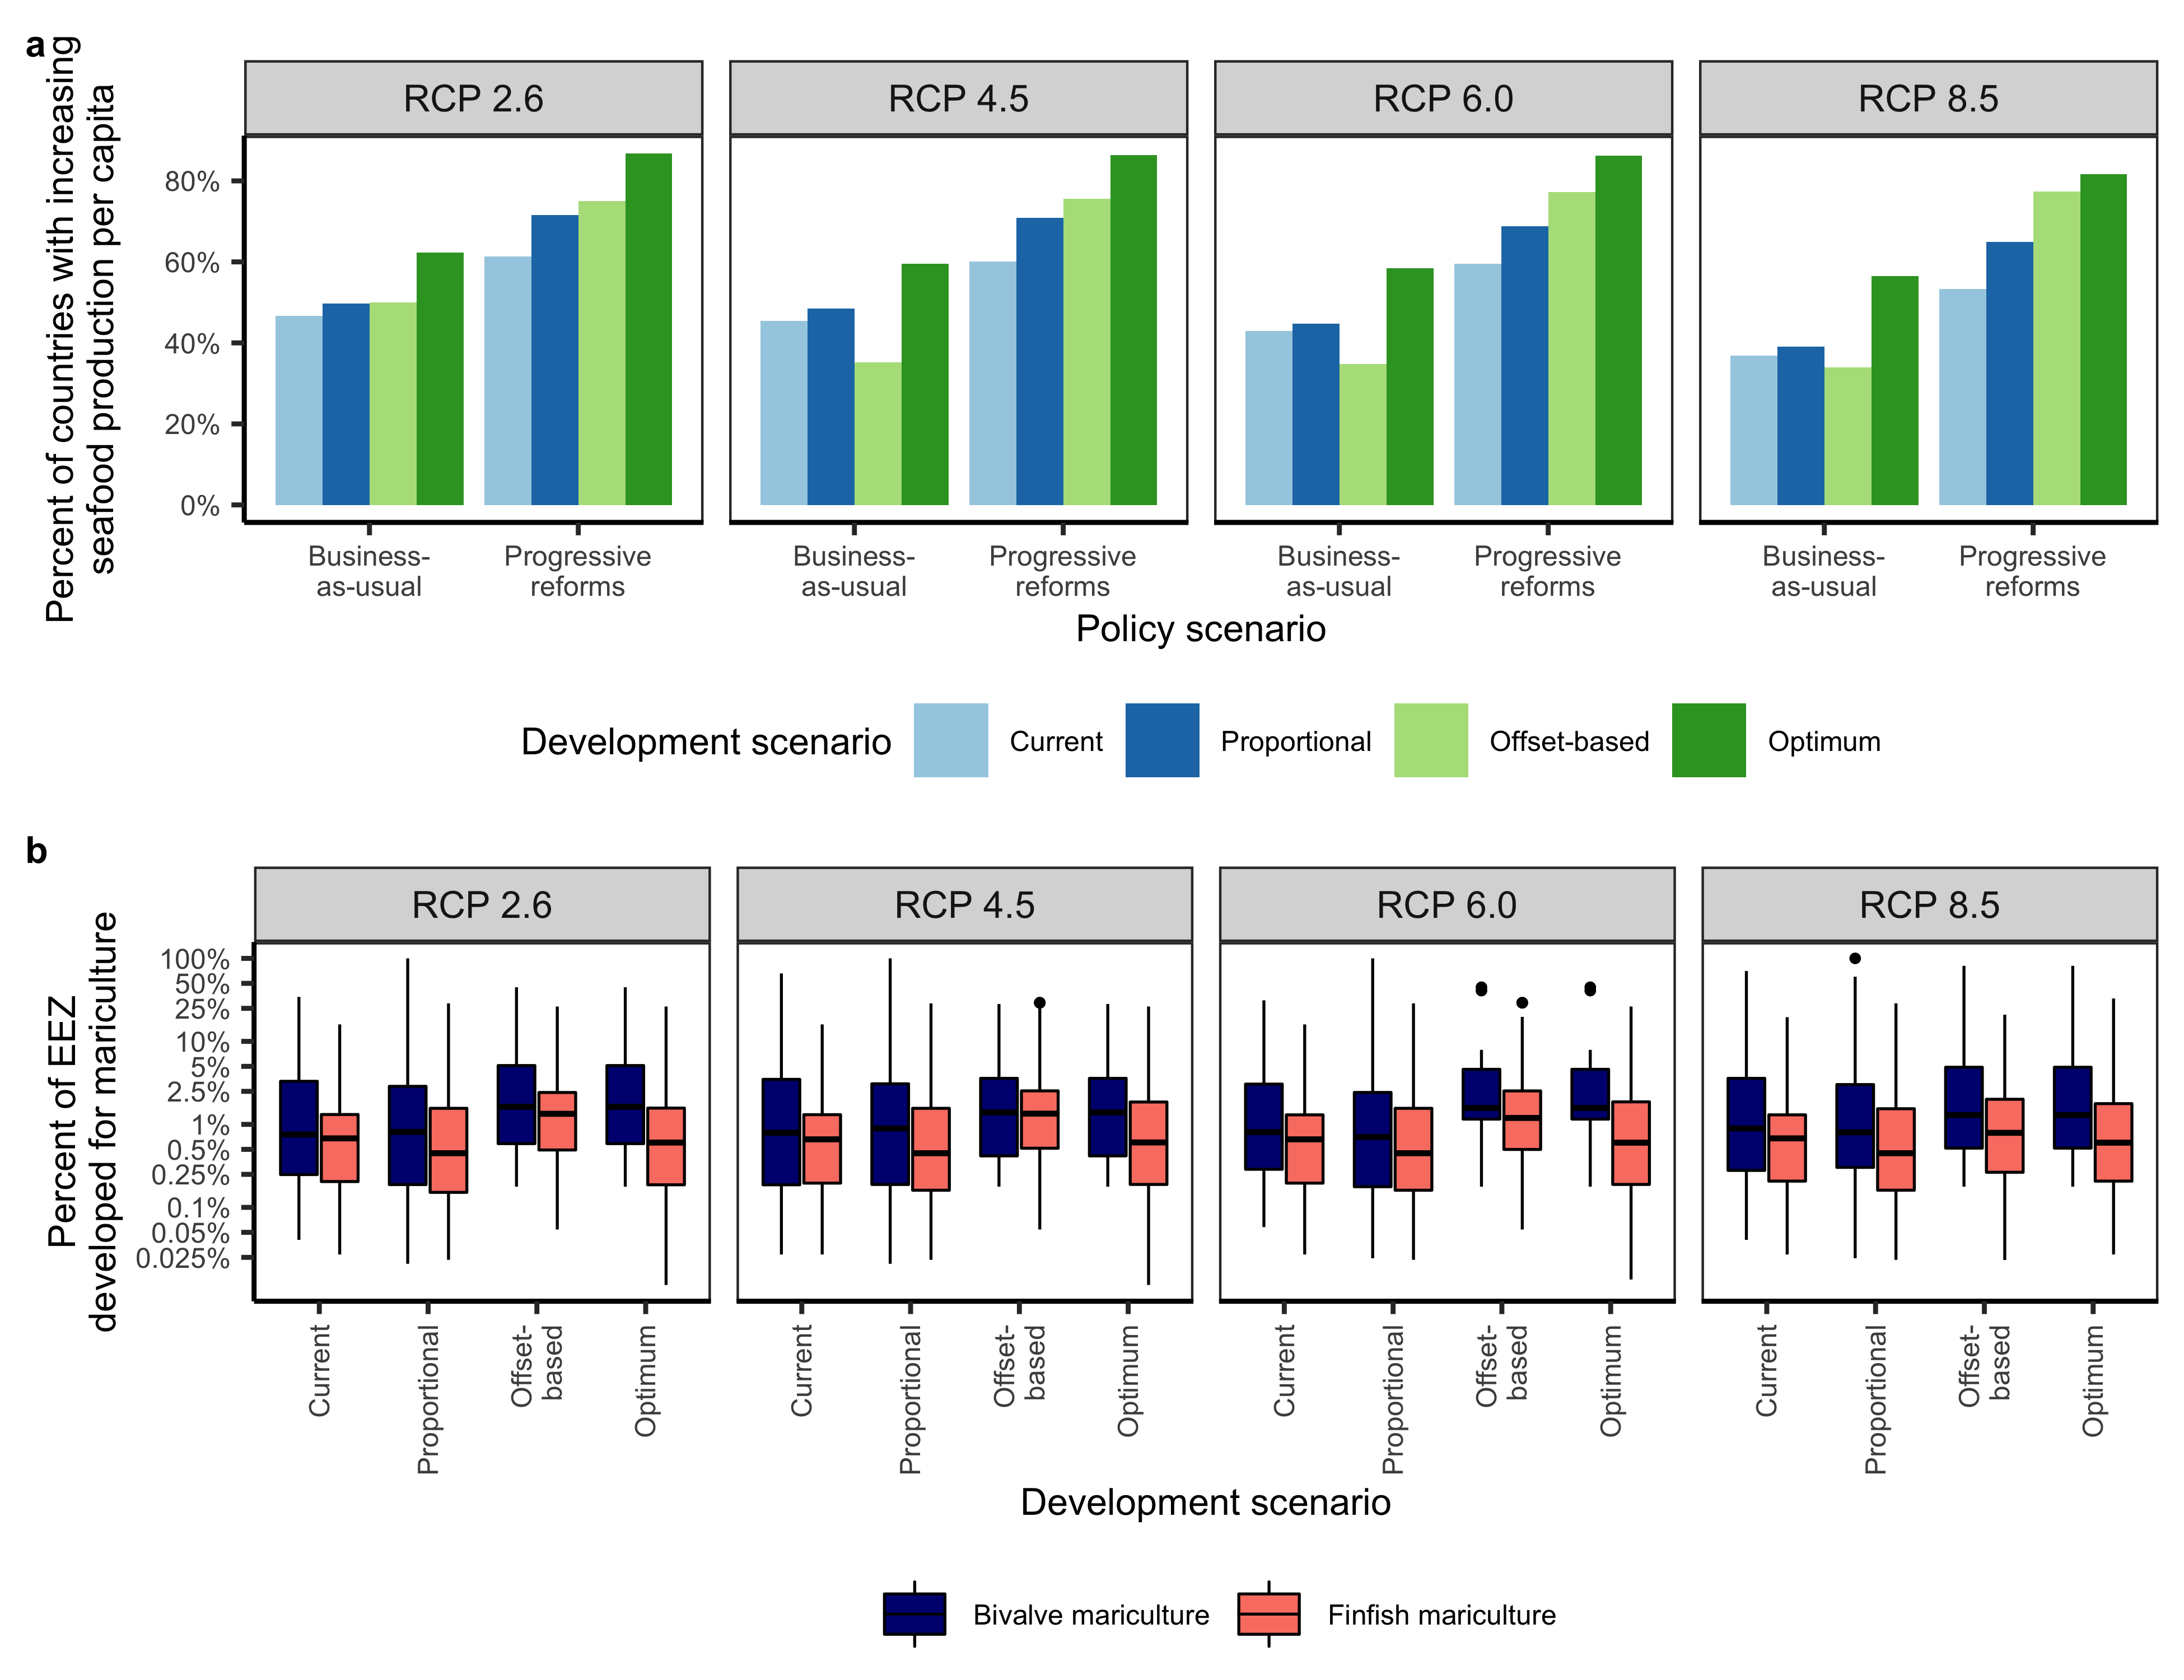 a
Percent of countries with increasing
seafood production per capita
RCP 2.6
RCP 4.5
RCP 6.0
RCP 8.5
80%
60%
40%
20%
0%
Business-
as-usual
Progressive
reforms
Business-
as-usual
Progressive
reforms
Business-
as-usual
Progressive
reforms
Business-
as-usual
Progressive
reforms
Policy scenario
Development scenario
Current
Proportional
Offset-based
Optimum
b
Percent of EEZ
developed for mariculture
RCP 2.6
RCP 4.5
RCP 6.0
RCP 8.5
100%
50%
25%
10%
5%
2.5%
1%
0.5%
0.25%
0.1%
0.05%
0.025%
Current
Proportional
Offset-
based
Optimum
Current
Proportional
Offset-
based
Optimum
Current
Proportional
Offset-
based
Optimum
Current
Proportional
Offset-
based
Optimum
Development scenario
Bivalve mariculture
Finfish mariculture